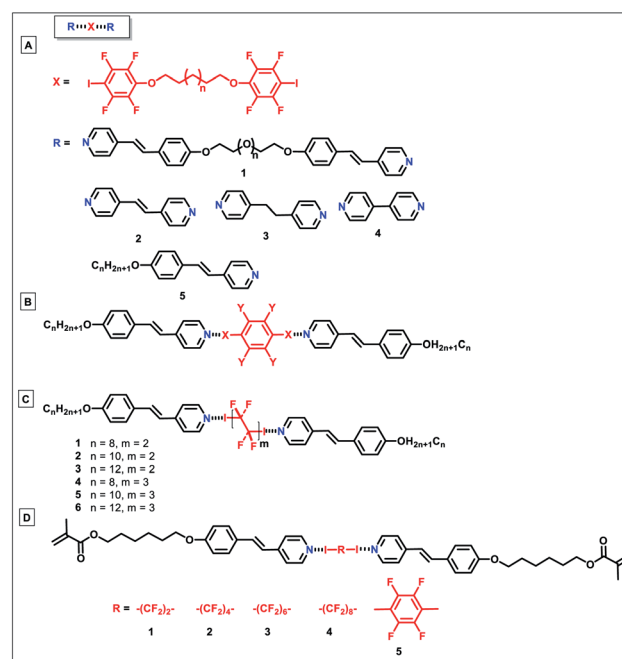 R···X···R
A
F F F F
X = I O ( ) n O I
F F F F
R = N O ( O ) n O N
1
N N N N N N
2 3 4
CnH2n+1O N
5
B
Y Y
CnH2n+1O N···X X···N OH2n+1Cn
Y Y
C
F F
CnH2n+1O N···I [ ] m I···N OH2n+1Cn
F F
1 n = 8, m = 2
2 n = 10, m = 2
3 n = 12, m = 2
4 n = 8, m = 3
5 n = 10, m = 3
6 n = 12, m = 3
D
O O O N···I-R-I···N O O O
R = -(CF2)2- -(CF2)4- -(CF2)6- -(CF2)8- F F F F
1 2 3 4 5